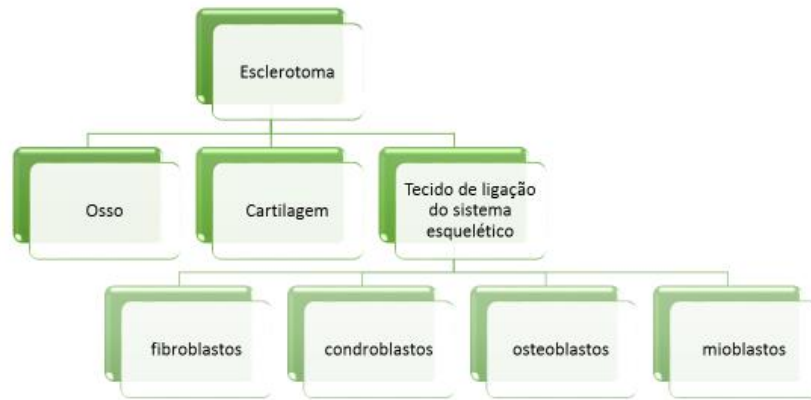 Esclerotoma
Osso
Cartilagem
Tecido de ligação
do sistema
esquelético
fibroblastos
condroblastos
osteoblastos
mioblastos